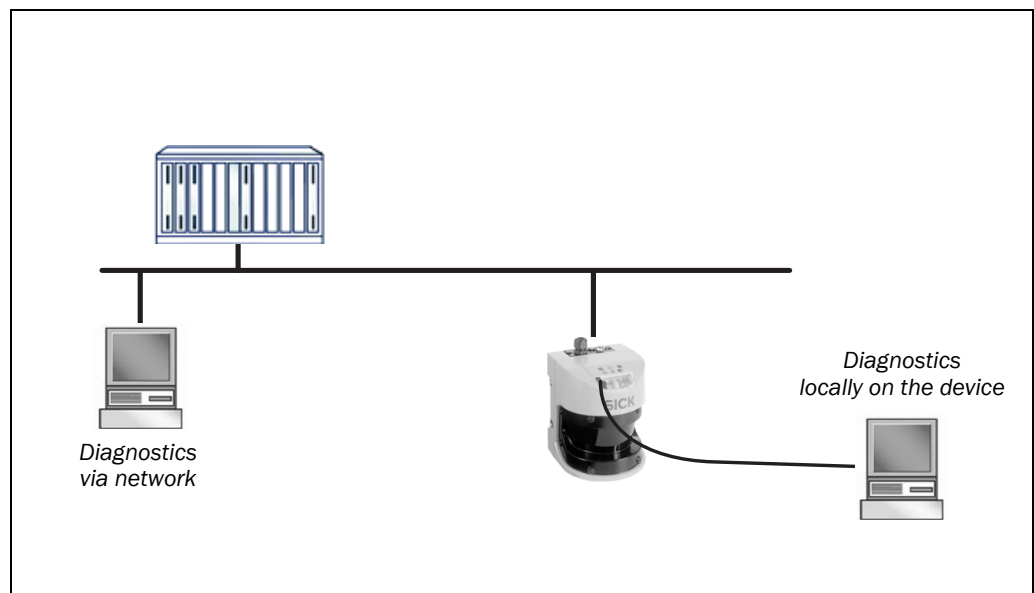 SICK
Diagnostics
locally on the device
Diagnostics
via network